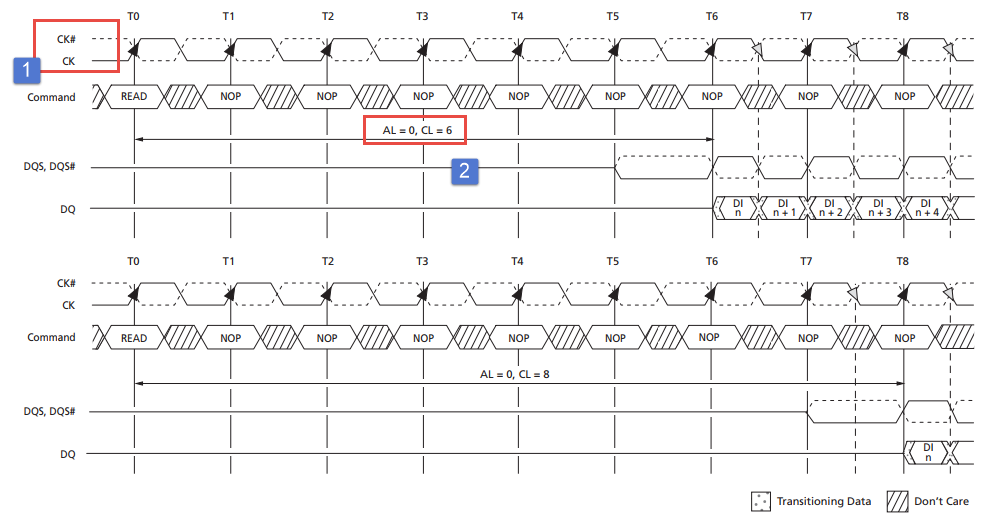 T0 T1 T2 T3 T4 T5 T6 T7 T8
CK#
CK
1
Command READ NOP NOP NOP NOP NOP NOP NOP NOP
AL = 0, CL = 6
DQS, DQS#
2
DQ DI n DI n + 1 DI n + 2 DI n + 3 DI n + 4
T0 T1 T2 T3 T4 T5 T6 T7 T8
CK#
CK
Command READ NOP NOP NOP NOP NOP NOP NOP NOP
AL = 0, CL = 8
DQS, DQS#
DQ DI n
Transitioning Data Don't Care